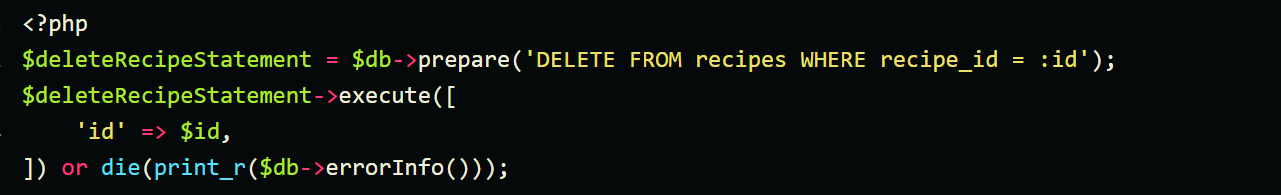 <?php
$deleteRecipeStatement = $db->prepare('DELETE FROM recipes WHERE recipe_id = :id');
$deleteRecipeStatement->execute([
    'id' => $id,
]) or die(print_r($db->errorInfo()));